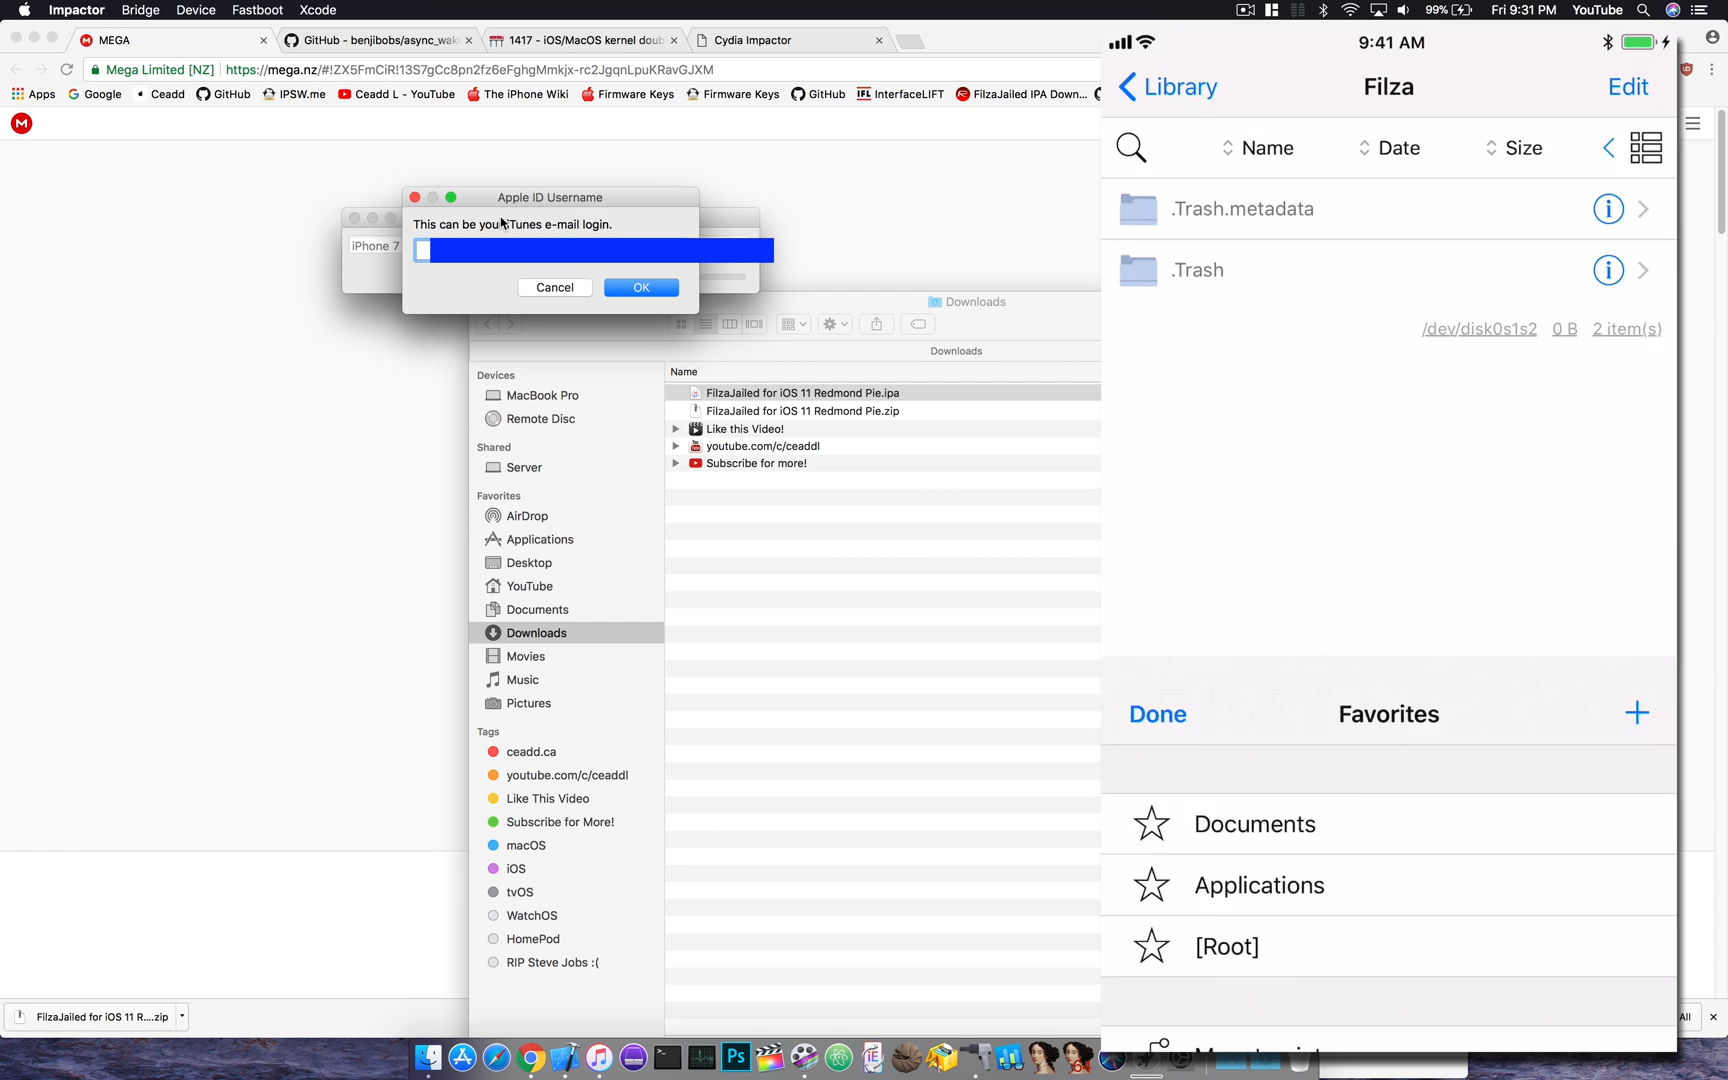 Impactor Bridge Device Fastboot Xcode
99% Fri 9:31 PM YouTube
MEGA
GitHub - benjibobs/async_wake
1417 - iOS/MacOS kernel doub
Cydia Impactor
Mega Limited [NZ] https://mega.nz/#!ZX5FmCiR!13S7gCc8pn2fz6eFghgMmkjx-rc2JgqnLpuKRavGJXM
Apps Google Ceadd GitHub IPSW.me Ceadd L - YouTube The iPhone Wiki Firmware Keys Firmware Keys GitHub InterfaceLIFT FilzaJailed IPA Down...
M
Apple ID Username
This can be your iTunes e-mail login.
iPhone 7
Cancel OK
Downloads
Downloads
Devices
MacBook Pro
Remote Disc
Shared
Server
Favorites
AirDrop
Applications
Desktop
YouTube
Documents
Downloads
Movies
Music
Pictures
Tags
ceadd.ca
youtube.com/c/ceaddl
Like This Video
Subscribe for More!
macOS
iOS
tvOS
WatchOS
HomePod
RIP Steve Jobs :(
Name
FilzaJailed for iOS 11 Redmond Pie.ipa
FilzaJailed for iOS 11 Redmond Pie.zip
Like this Video!
youtube.com/c/ceaddl
Subscribe for more!
9:41 AM
Library Filza Edit
Name Date Size
.Trash.metadata
.Trash
/dev/disk0s1s2 0 B 2 item(s)
Done Favorites +
Documents
Applications
[Root]
FilzaJailed for iOS 11 R....zip
All
Ps